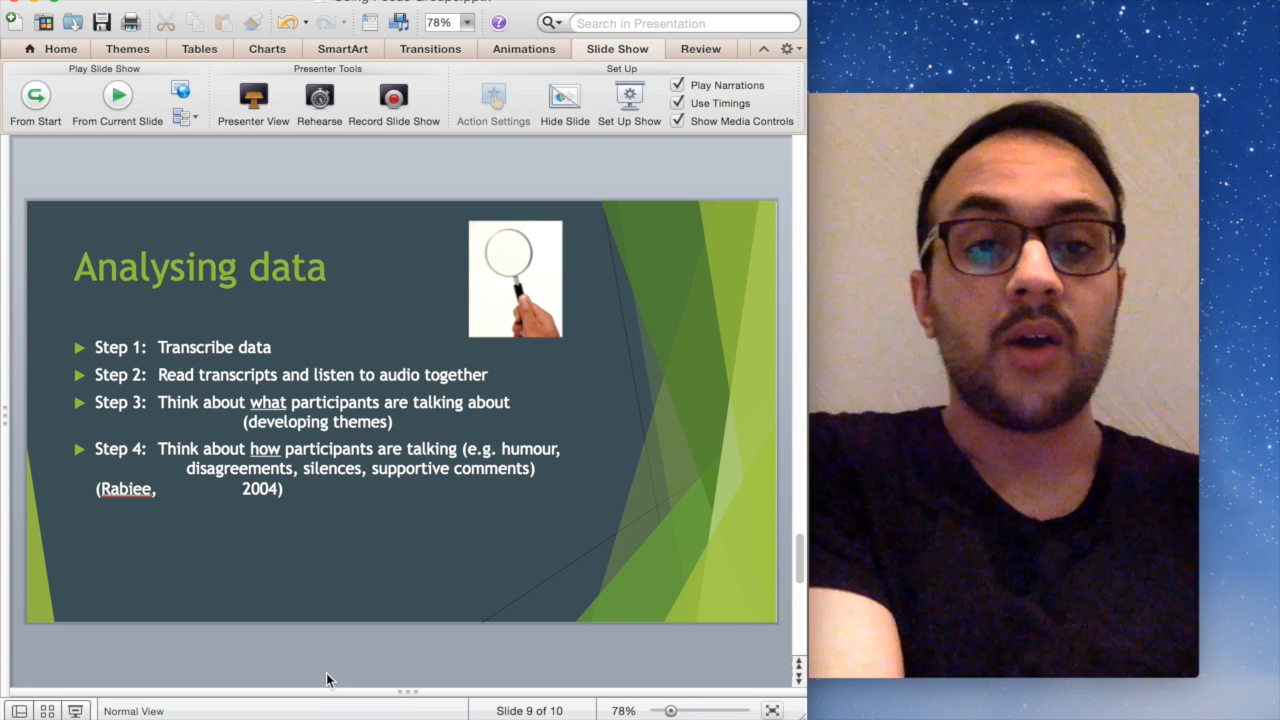 78%
Search in Presentation
Home Themes Tables Charts SmartArt Transitions Animations Slide Show Review
Play Slide Show Presenter Tools Set Up
From Start From Current Slide Presenter View Rehearse Record Slide Show Action Settings Hide Slide Set Up Show
Play Narrations
Use Timings
Show Media Controls
Analysing data
Step 1: Transcribe data
Step 2: Read transcripts and listen to audio together
Step 3: Think about what participants are talking about
(developing themes)
Step 4: Think about how participants are talking (e.g. humour,
disagreements, silences, supportive comments)
(Rabiee, 2004)
Normal View Slide 9 of 10 78%